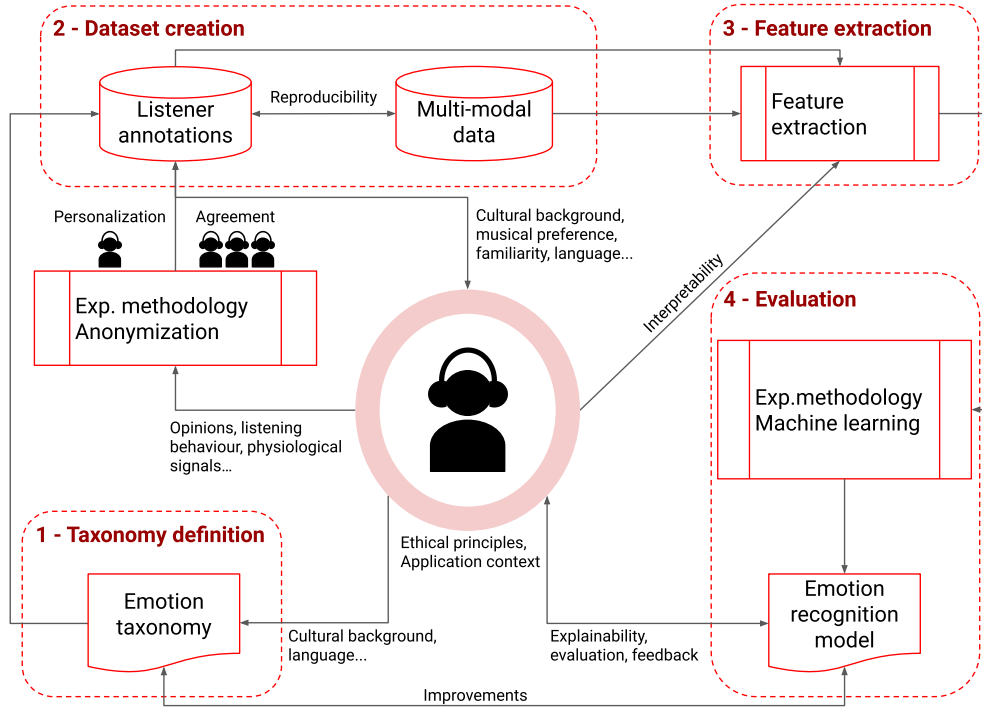 2 - Dataset creation
3 - Feature extraction
Listener
annotations
Reproducibility
Multi-modal
data
Feature
extraction
Personalization
Agreement
Cultural background,
musical preference,
familiarity, language...
Exp. methodology
Anonymization
Interpretability
4 - Evaluation
Exp.methodology
Machine learning
Opinions, listening
behaviour, physiological
signals...
1 - Taxonomy definition
Ethical principles,
Application context
Emotion
taxonomy
Cultural background,
language...
Explainability,
evaluation, feedback
Emotion
recognition
model
Improvements